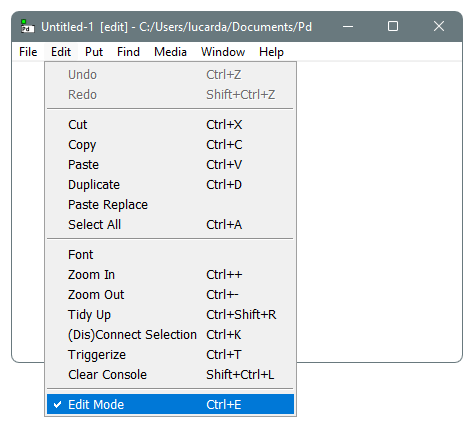 Pd Untitled-1 [edit] - C:/Users/lucarda/Documents/Pd
File Edit Put Find Media Window Help
Undo Ctrl+Z
Redo Shift+Ctrl+Z
Cut Ctrl+X
Copy Ctrl+C
Paste Ctrl+V
Duplicate Ctrl+D
Paste Replace
Select All Ctrl+A
Font
Zoom In Ctrl++
Zoom Out Ctrl+-
Tidy Up Ctrl+Shift+R
(Dis)Connect Selection Ctrl+K
Triggerize Ctrl+T
Clear Console Shift+Ctrl+L
Edit Mode Ctrl+E